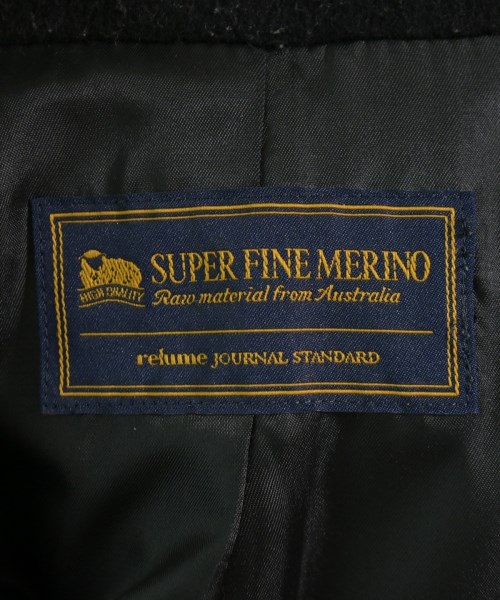 SUPER FINE MERINO
HIGH QUALITY
Raw material from Australia
relume JOURNAL STANDARD